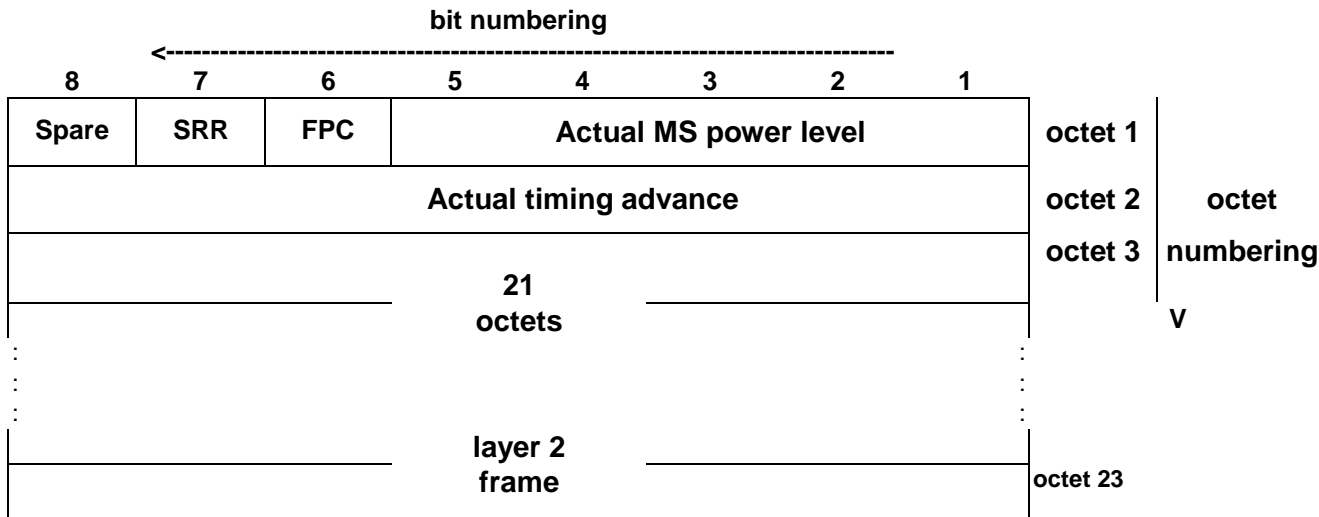 bit numbering
<-----------------------------------------------------------------------------------
8 7 6 5 4 3 2 1
Spare SRR FPC Actual MS power level octet 1
Actual timing advance octet 2 octet
octet 3 numbering
21
octets
V
: :
: :
: :
layer 2
frame octet 23